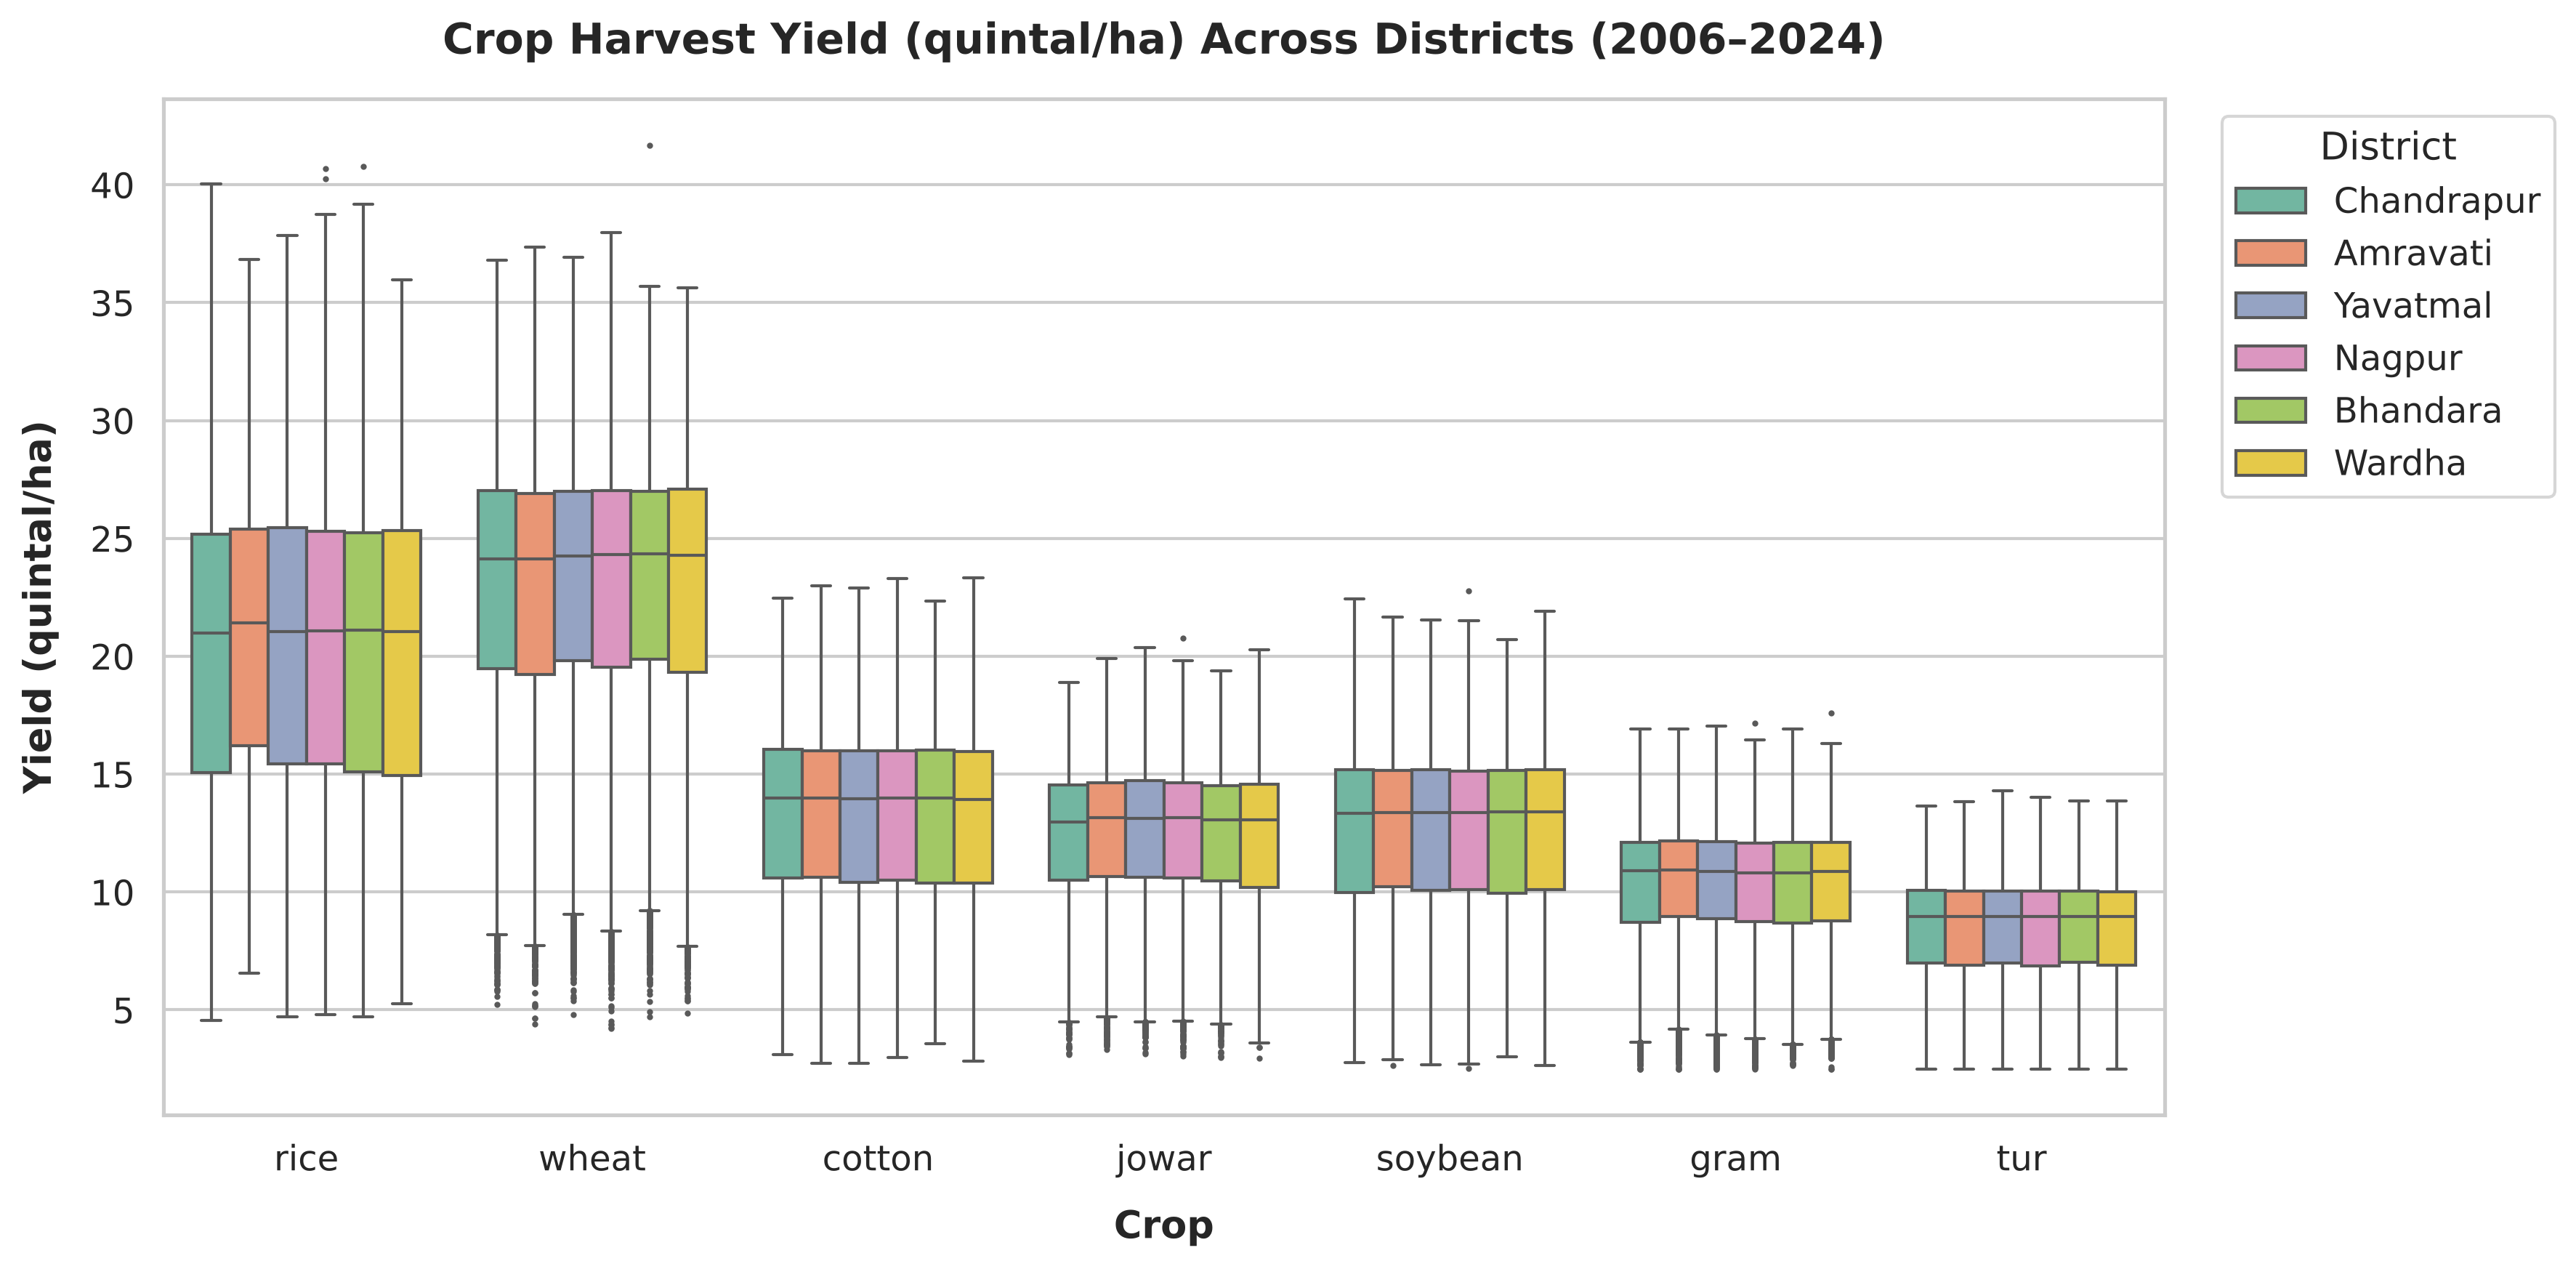 Crop Harvest Yield (quintal/ha) Across Districts (2006–2024)
Yield (quintal/ha)
40
35
30
25
20
15
10
5
rice
wheat
cotton
jowar
soybean
gram
tur
Crop
District
Chandrapur
Amravati
Yavatmal
Nagpur
Bhandara
Wardha